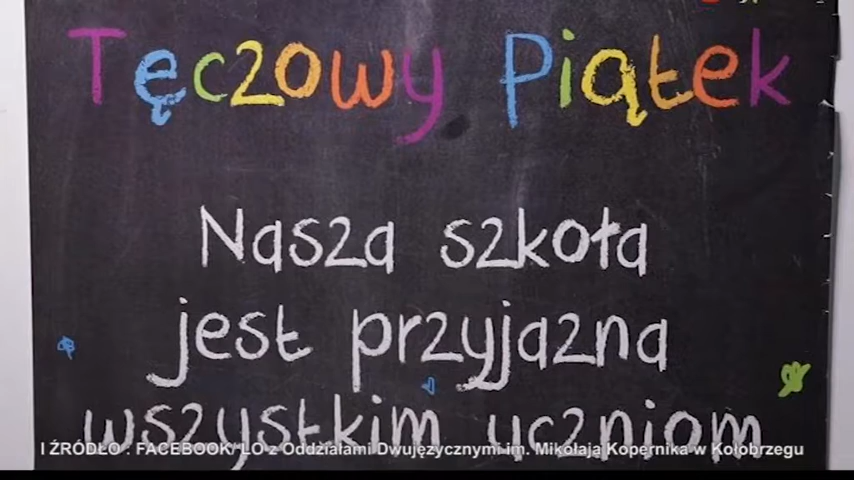 Tęczowy Piątek
Nasza szkoła
jest przyjazna
wszystkim uczniom
I ŹRÓDŁO : FACEBOOK/ LO z Oddziałami Dwujęzycznymi im. Mikołaja Kopernika w Kołobrzegu